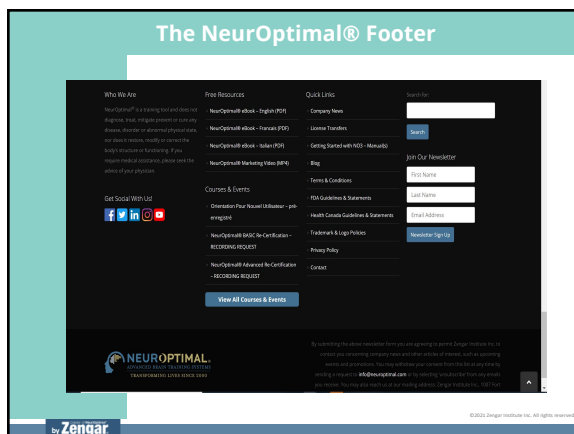 The NeurOptimal® Footer
Who We Are
NeurOptimal® is a training tool and does not
diagnose, treat, mitigate prevent or cure any
disease, disorder or abnormal physical state,
nor does it restore, modify or correct the
body's structure or functioning. If you
require medical assistance, please seek the
advice of your physician.
Get Social With Us!
Free Resources
NeurOptimal® eBook – English (PDF)
NeurOptimal® eBook – Francais (PDF)
NeurOptimal® eBook – Italian (PDF)
NeurOptimal® Marketing Video (MP4)
Courses & Events
Orientation Pour Nouvel Utilisateur – pré-
enregistré
NeurOptimal® BASIC Re-Certification –
RECORDING REQUEST
NeurOptimal® Advanced Re-Certification
– RECORDING REQUEST
View All Courses & Events
Quick Links
Company News
License Transfers
Getting Started with NO3 – Manual(s)
Blog
Terms & Conditions
FDA Guidelines & Statements
Health Canada Guidelines & Statements
Trademark & Logo Policies
Privacy Policy
Contact
Search for:
Search
Join Our Newsletter
First Name
Last Name
Email Address
Newsletter Sign Up
NEUROPTIMAL®
ADVANCED BRAIN TRAINING SYSTEMS
TRANSFORMING LIVES SINCE 2000
By submitting the above newsletter form you are agreeing to permit Zengar Institute Inc. to
contact you concerning company news and other articles of interest, such as upcoming
events and promotions. You may withdraw your consent from the list at any time by
sending a request to info@neuroptimal.com or by selecting 'unsubscribe' from any emails
you receive. You may also reach us at our mailing address: Zengar Institute Inc., 1007 Fort
©2021 Zengar Institute Inc. All rights reserved
by Zengar